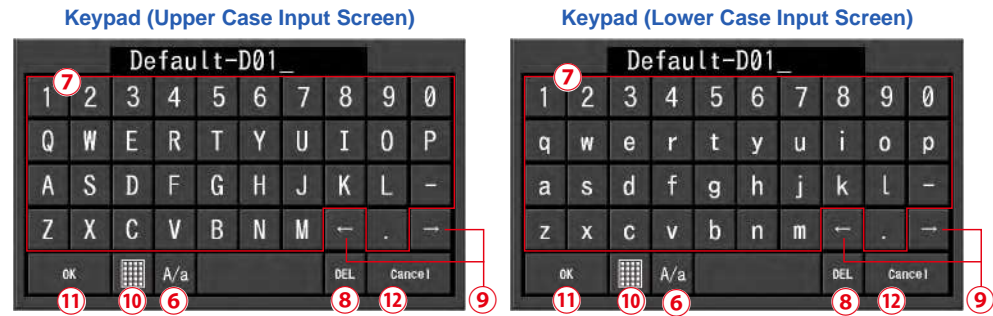 Keypad (Upper Case Input Screen)
Default-D01_
⑦
1 2 3 4 5 6 7 8 9 0
Q W E R T Y U I O P
A S D F G H J K L -
Z X C V B N M ← . →
OK A/a DEL Cancel
⑪ ⑩ ⑥ ⑧ ⑫ ⑨
Keypad (Lower Case Input Screen)
Default-D01_
⑦
1 2 3 4 5 6 7 8 9 0
q w e r t y u i o p
a s d f g h j k l -
z x c v b n m ← . →
OK A/a DEL Cancel
⑪ ⑩ ⑥ ⑧ ⑫ ⑨